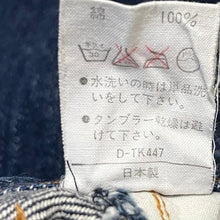 綿 100%
● 水洗いの時は単品洗
いをして下さい。
● タンブラー乾燥は避
けて下さい。
D-TK447
日本製